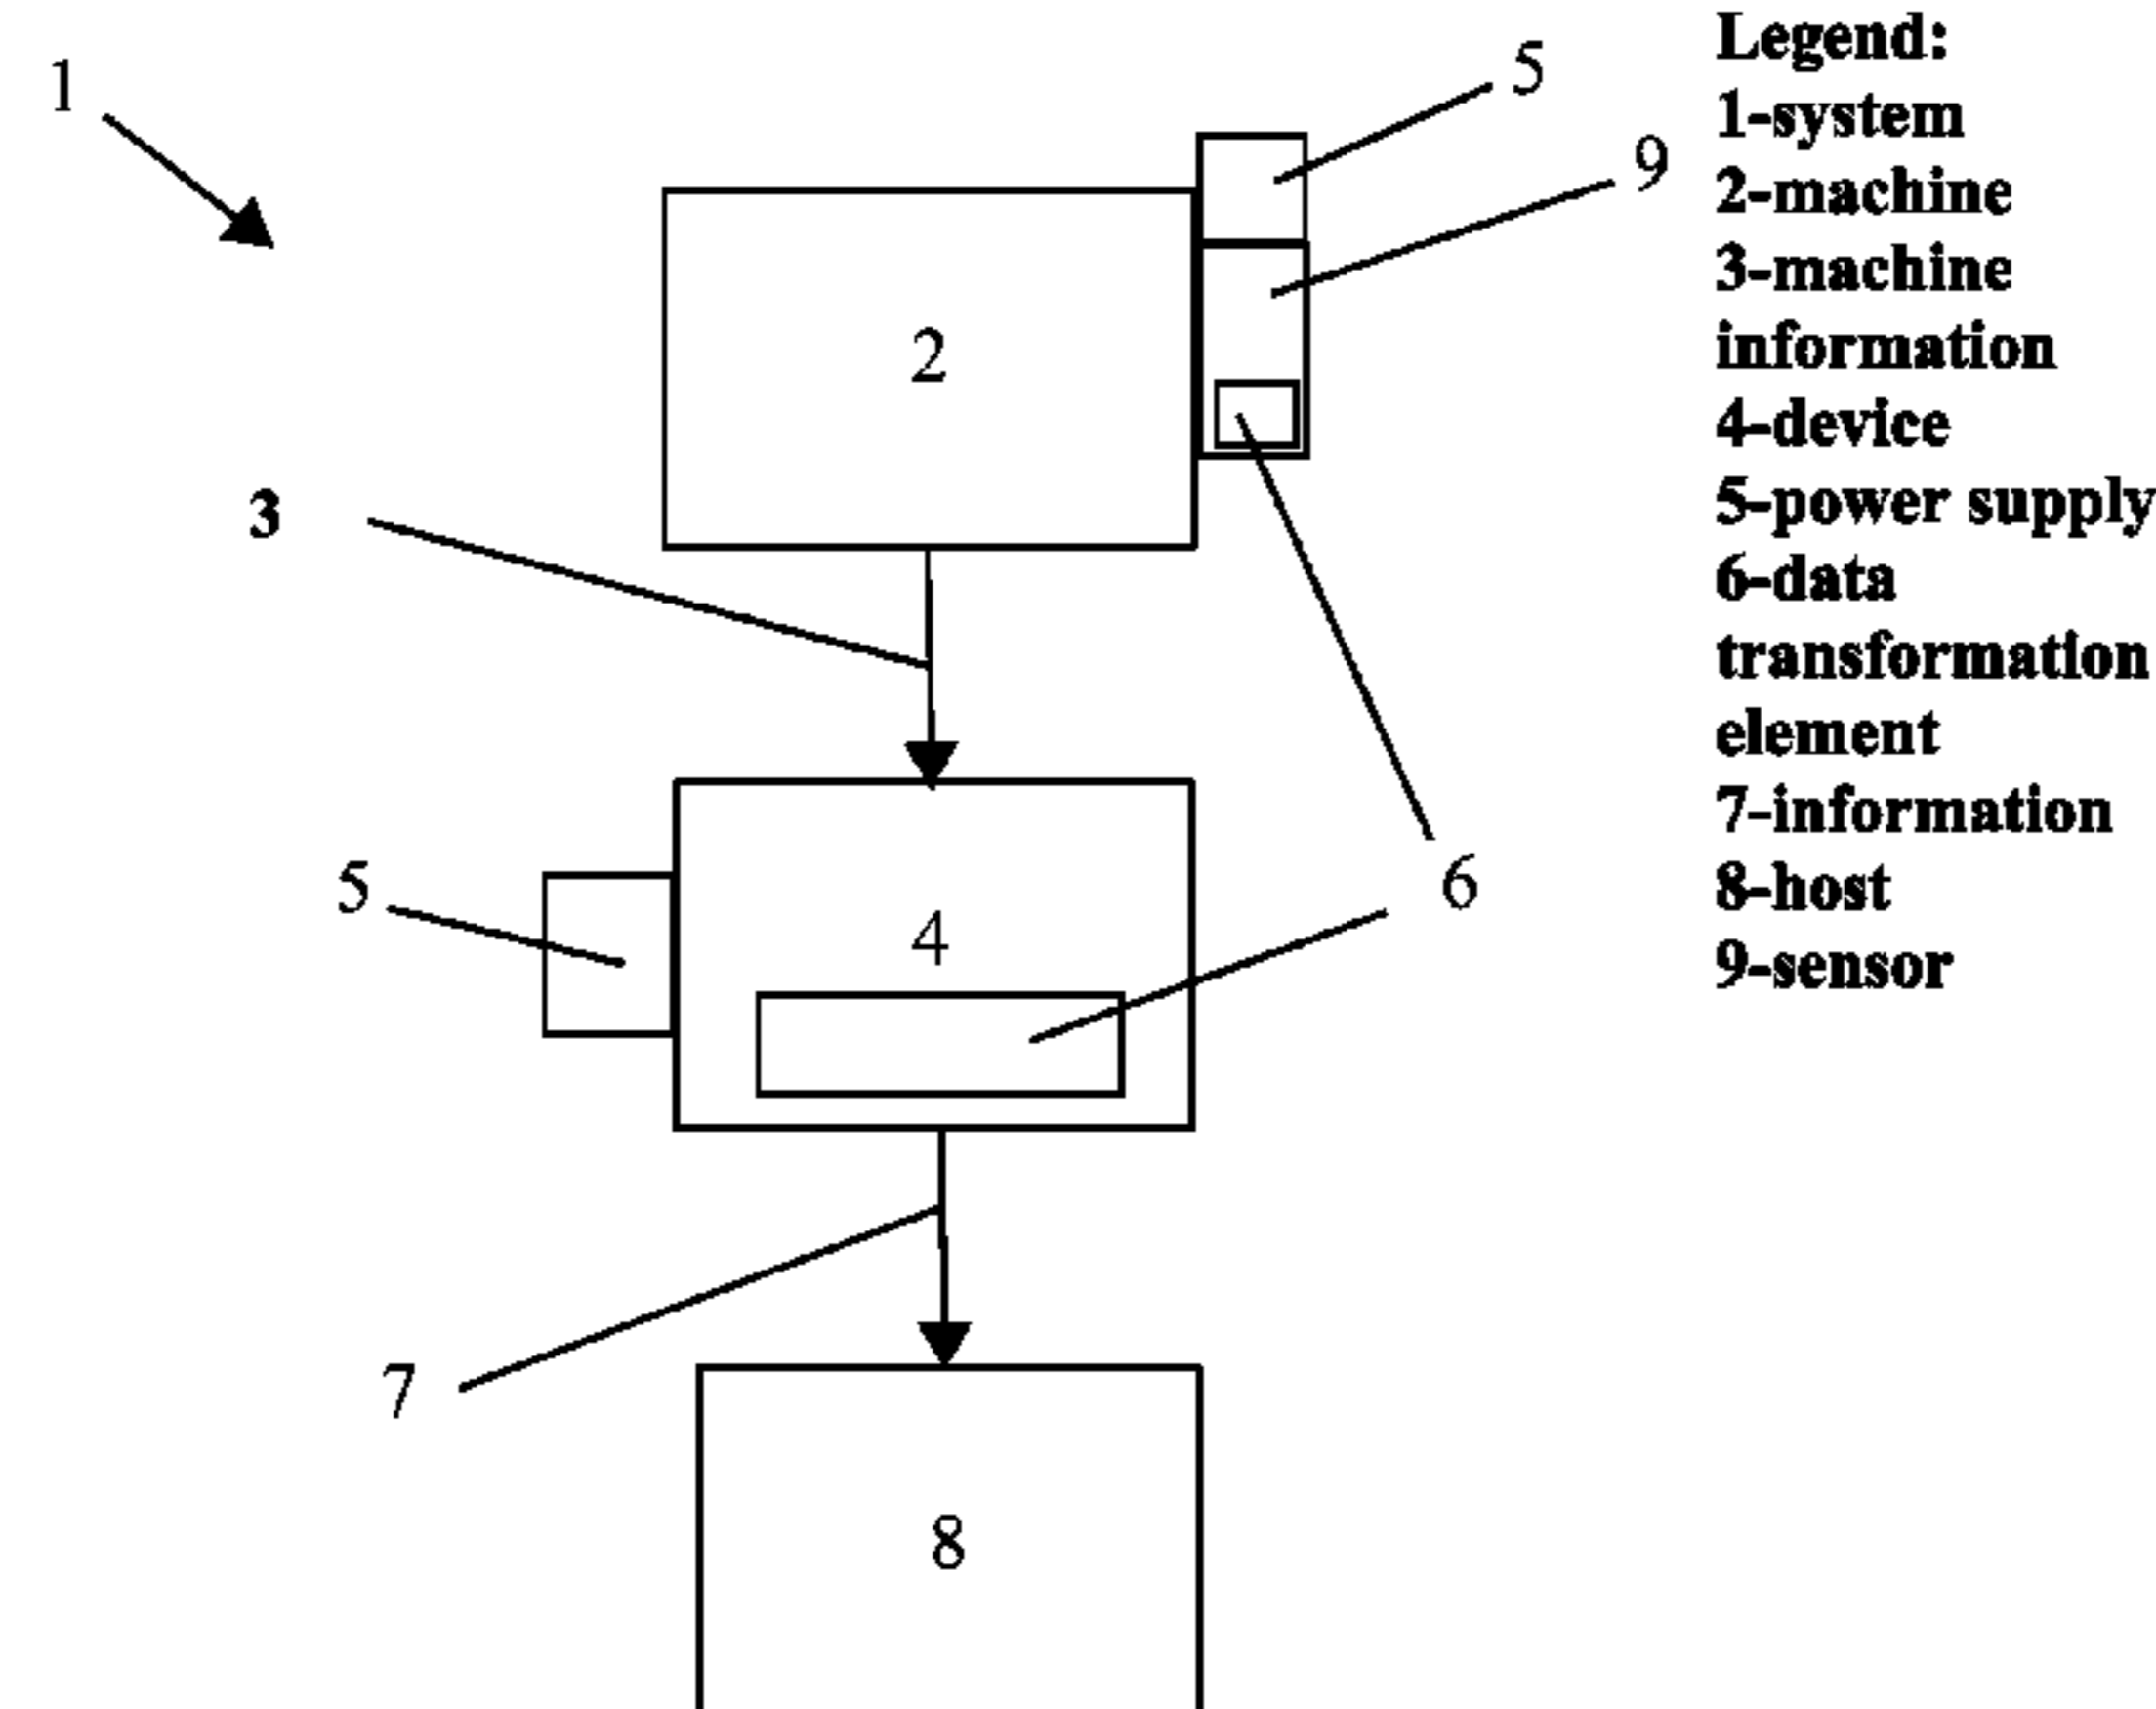 1
5
9
2
3
5
4
6
7
8
Legend:
1-system
2-machine
3-machine
information
4-device
5-power supply
6-data
transformation
element
7-information
8-host
9-sensor